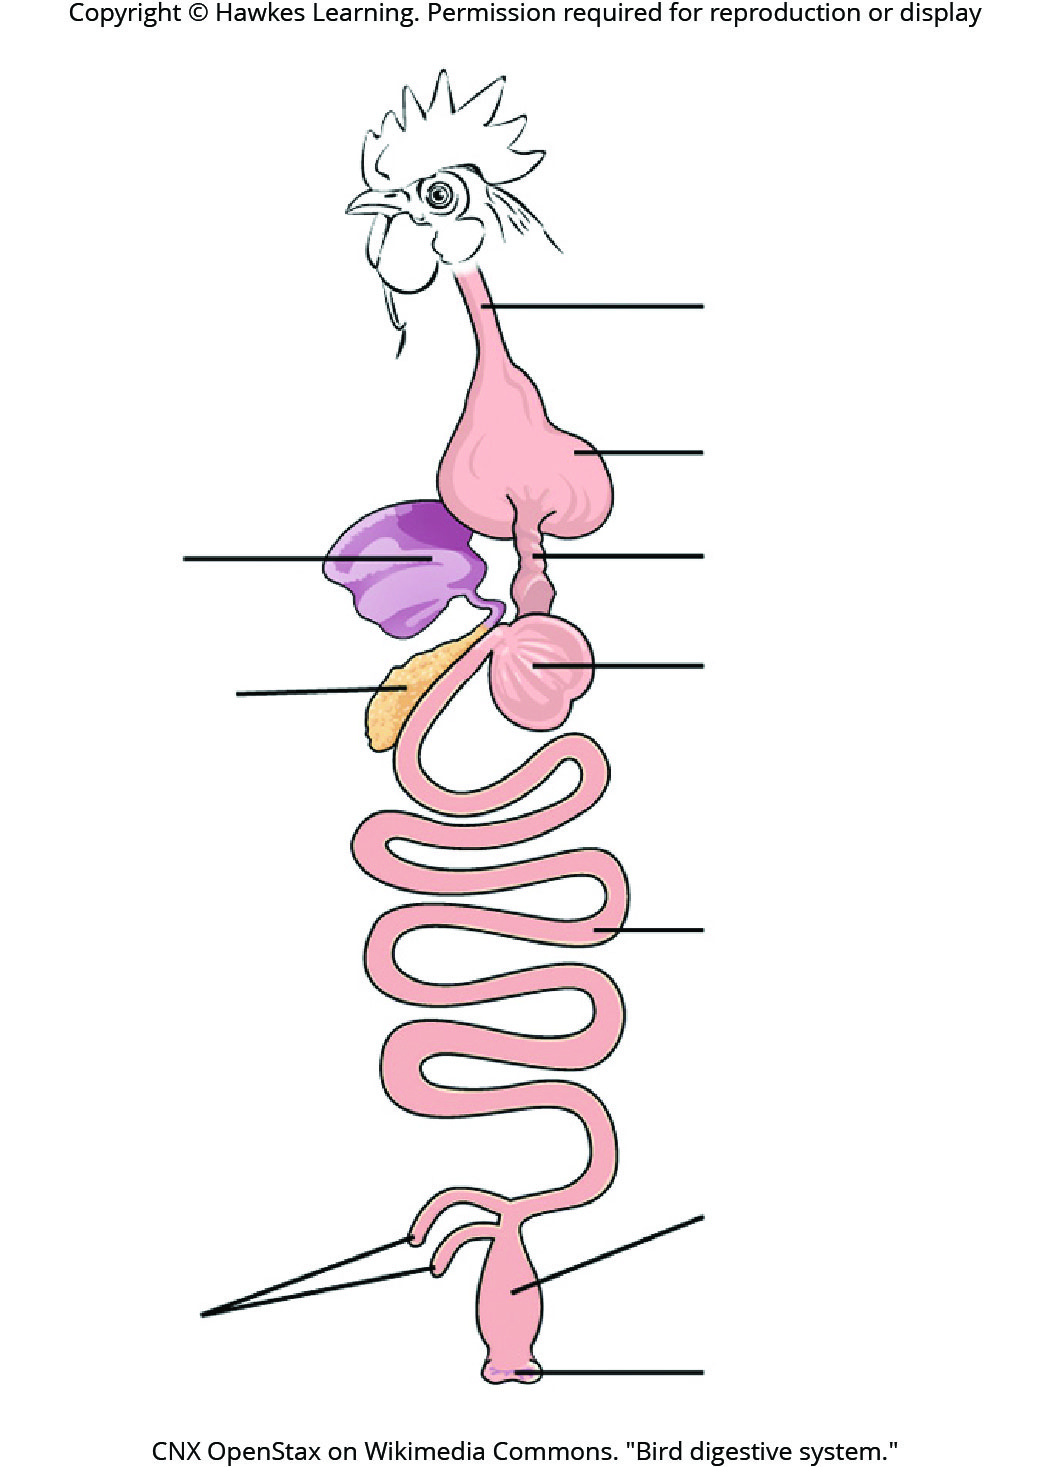 Copyright © Hawkes Learning. Permission required for reproduction or display
CNX OpenStax on Wikimedia Commons. "Bird digestive system."